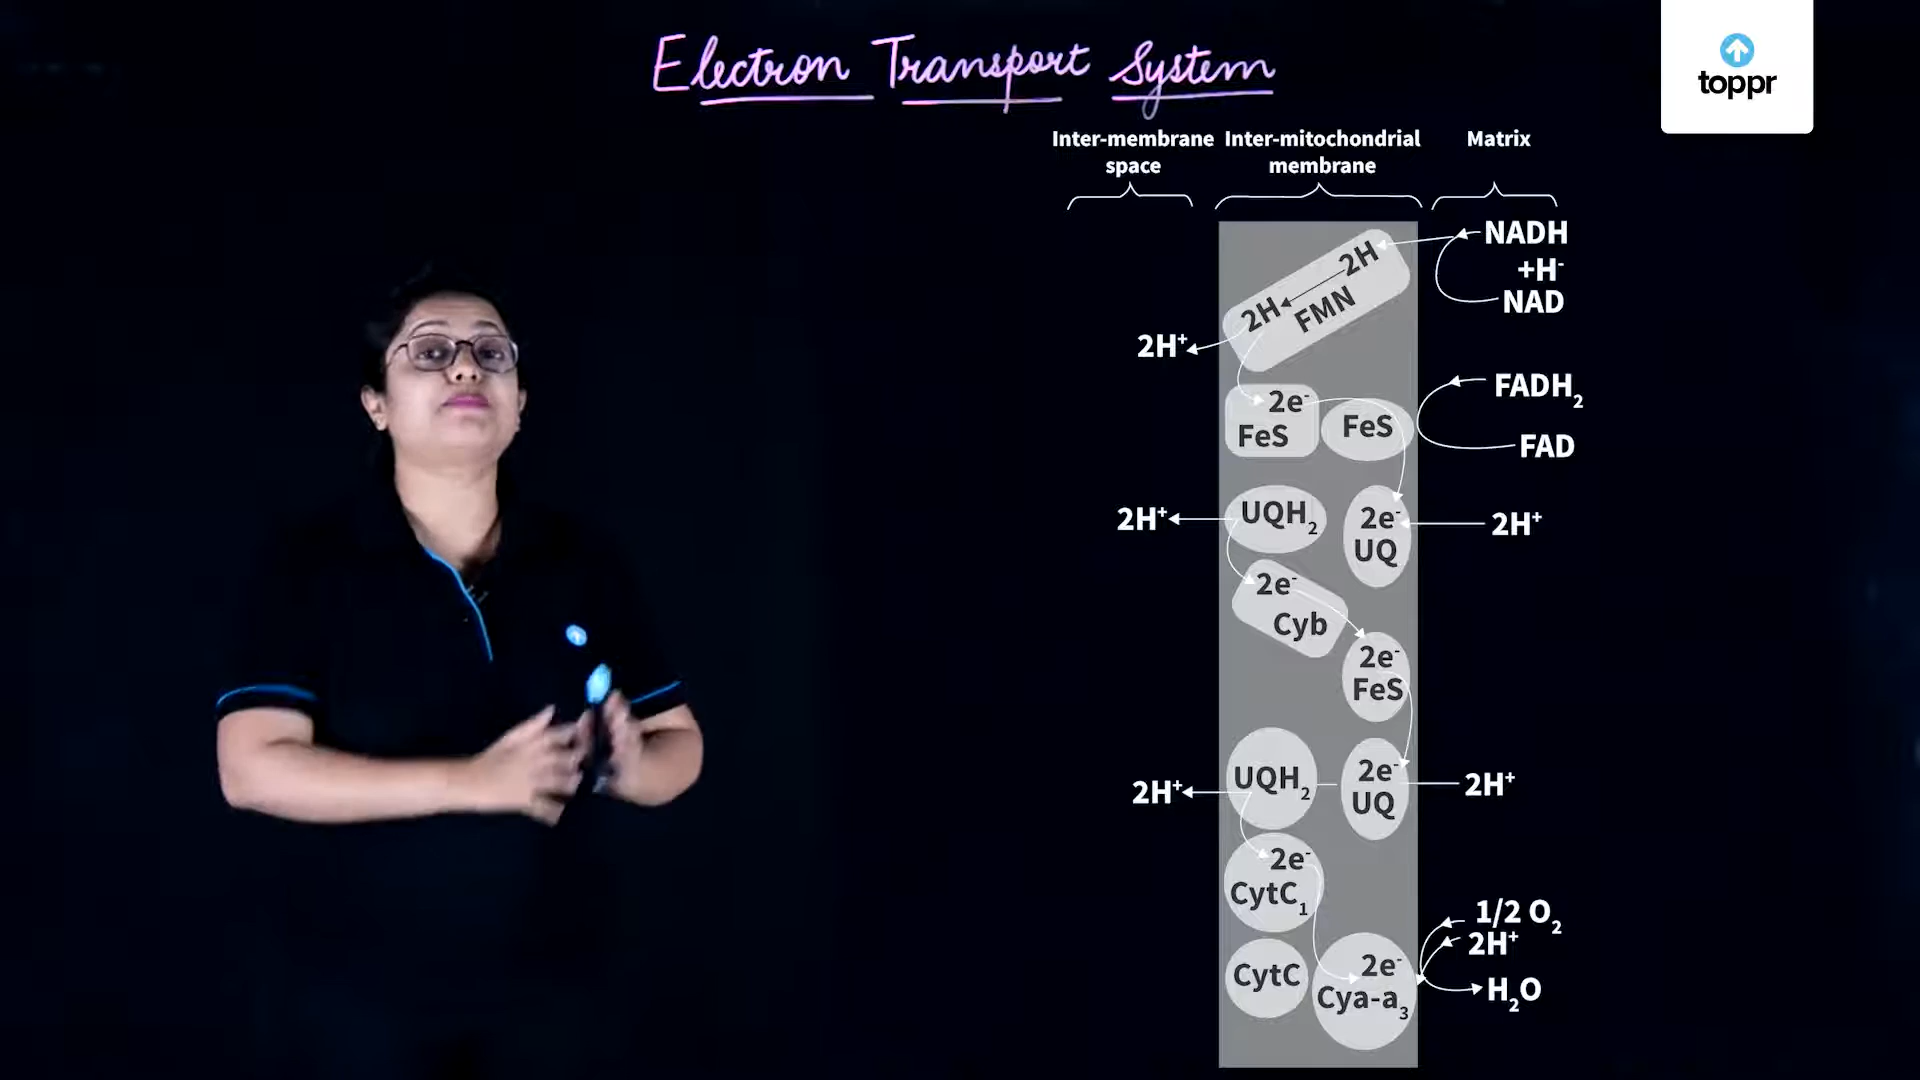 Electron Transport System
toppr
Inter-membrane space
Inter-mitochondrial membrane
Matrix
NADH
+H-
NAD
2H
2H
FMN
2H+
2e-
FeS
FeS
FADH2
FAD
2H+
UQH2
2e-
UQ
2H+
2e-
Cyb
2e-
FeS
2H+
UQH2
2e-
UQ
2H+
2e-
CytC1
CytC
2e-
Cya-a3
1/2 O2
2H+
H2O